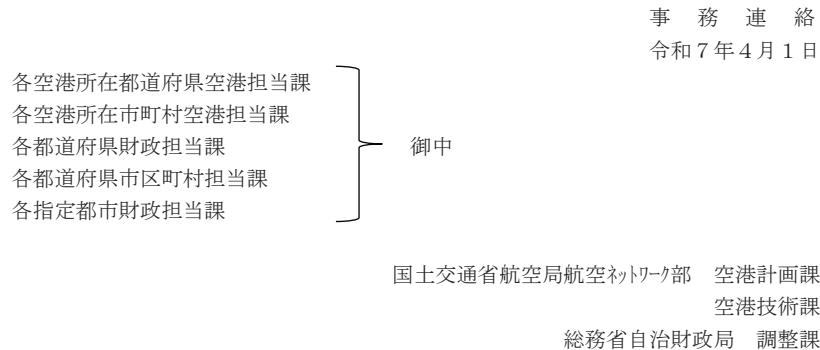 事　務　連　絡
令和７年４月１日
各空港所在都道府県空港担当課
各空港所在市町村空港担当課
各都道府県財政担当課
御中
各都道府県市区町村担当課
各指定都市財政担当課
国土交通省航空局航空ﾈｯﾄﾜｰｸ部　空港計画課
空港技術課
総務省自治財政局　調整課